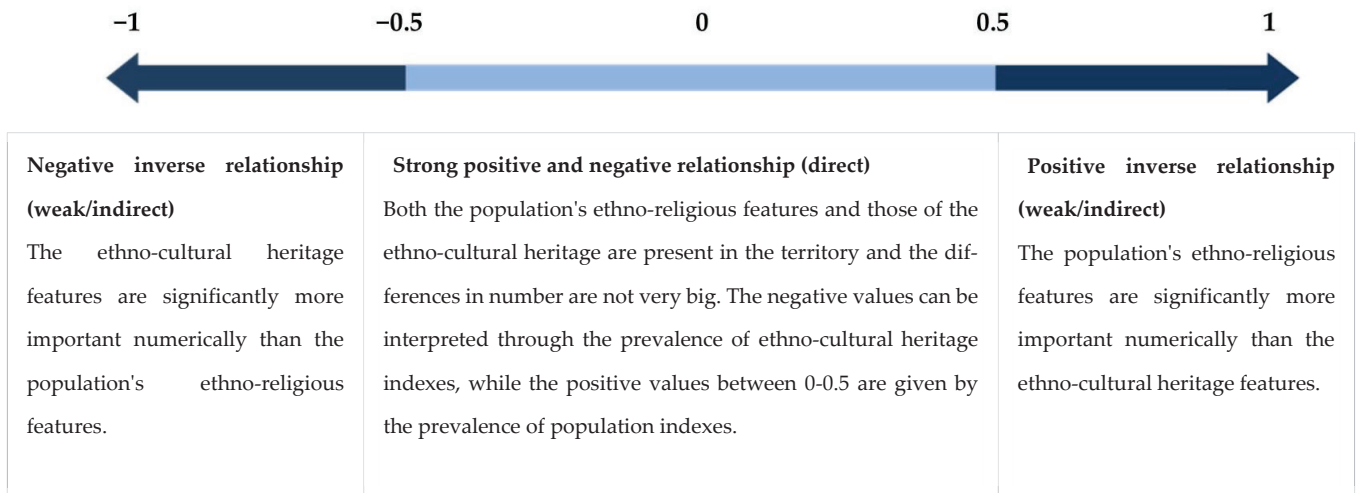 −1 −0.5 0 0.5 1
Negative inverse relationship
(weak/indirect)
The ethno-cultural heritage
features are significantly more
important numerically than the
population's ethno-religious
features.
Strong positive and negative relationship (direct)
Both the population's ethno-religious features and those of the
ethno-cultural heritage are present in the territory and the dif-
ferences in number are not very big. The negative values can be
interpreted through the prevalence of ethno-cultural heritage
indexes, while the positive values between 0-0.5 are given by
the prevalence of population indexes.
Positive inverse relationship
(weak/indirect)
The population's ethno-religious
features are significantly more
important numerically than the
ethno-cultural heritage features.